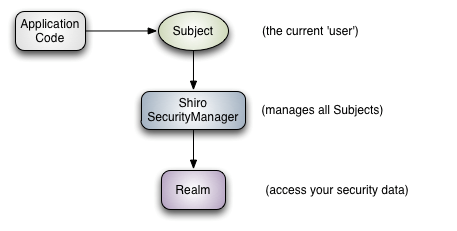 Application
Code
Subject
(the current 'user')
Shiro
SecurityManager
(manages all Subjects)
Realm
(access your security data)